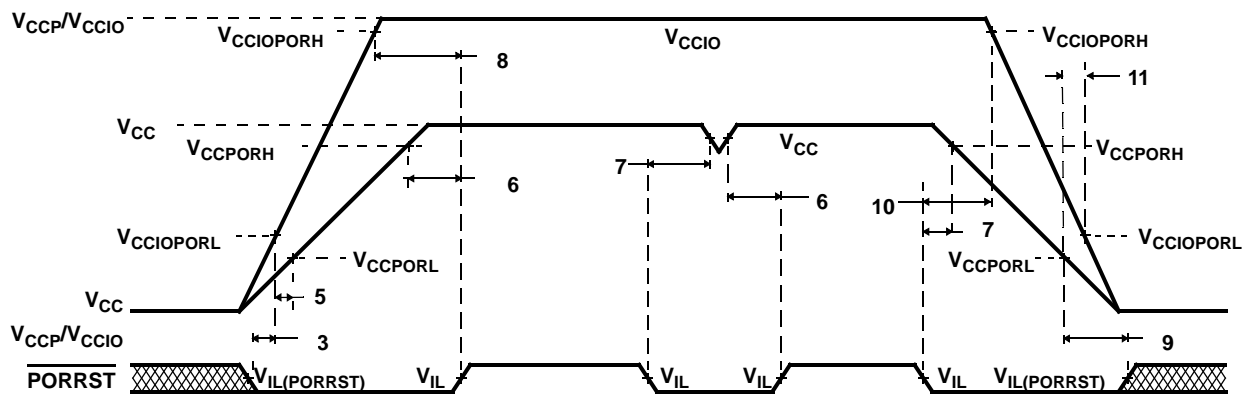 VCCP/VCCIO
VCCIOPORH
VCCIO
VCCIOPORH
8
11
VCC
VCCPORH
VCC
VCCPORH
6
7
6
10
7
VCCIOPORL
VCCPORL
VCCPORL
VCCIOPORL
VCC
5
VCCP/VCCIO
3
9
PORRST
VIL(PORRST)
VIL
VIL
VIL
VIL
VIL(PORRST)